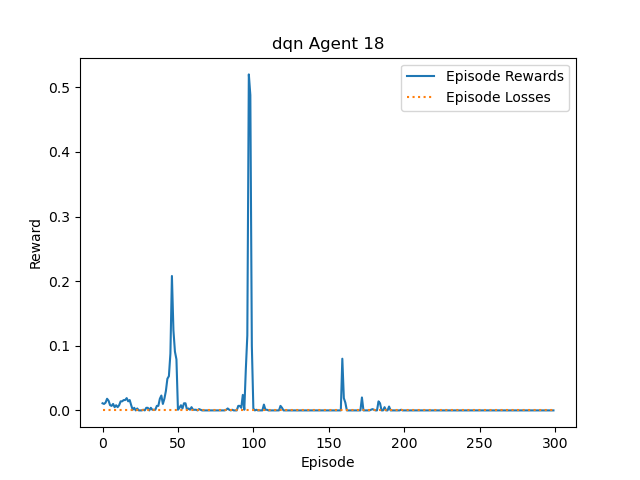 dqn Agent 18
Episode Rewards
Episode Losses
Reward
0.5
0.4
0.3
0.2
0.1
0.0
0 50 100 150 200 250 300
Episode